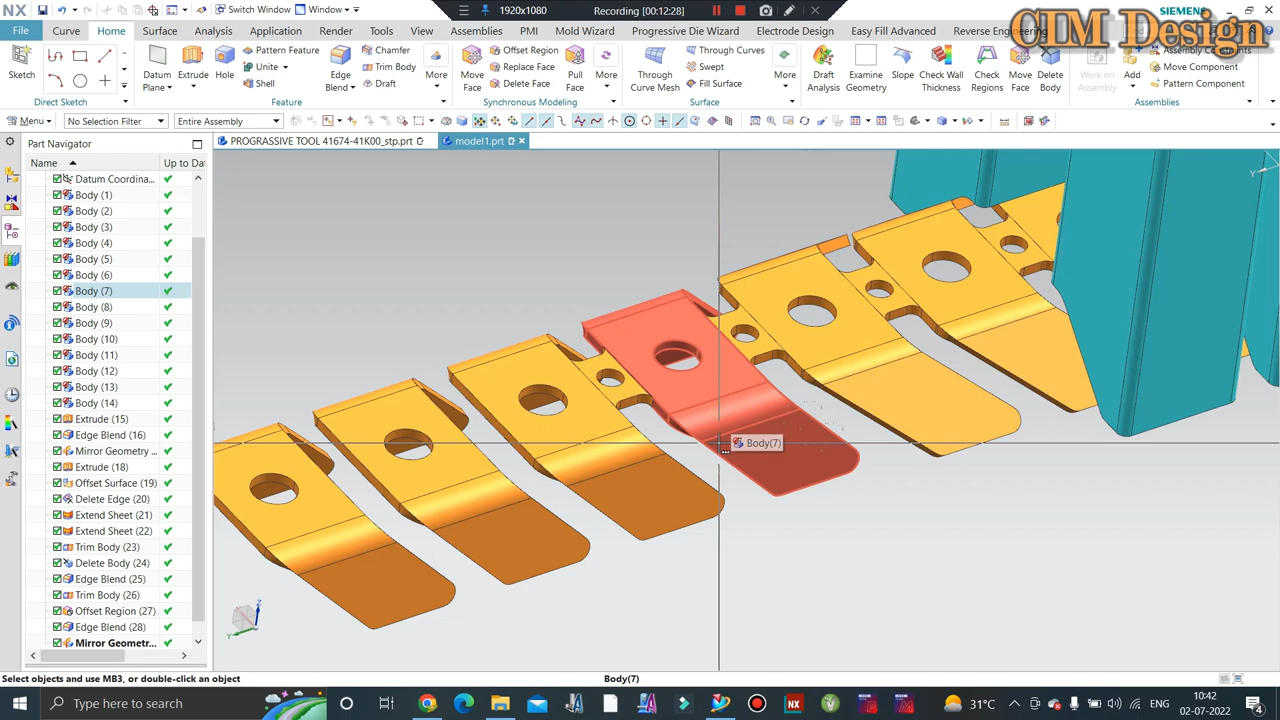 NX
Switch Window
Window
1920x1080
Recording [00:12:28]
SIEMENS
CIM Design
File
Home
Curve
Surface
Analysis
Application
Render
Tools
View
Assemblies
PMI
Mold Wizard
Progressive Die Wizard
Electrode Design
Easy Fill Advanced
Reverse Engineering
Sketch
Direct Sketch
Datum Plane
Extrude
Hole
Pattern Feature
Unite
Shell
Edge Blend
Chamfer
Trim Body
Draft
More
Feature
Move Face
Offset Region
Replace Face
Delete Face
Pull Face
More
Synchronous Modeling
Through Curve Mesh
Through Curves
Swept
Fill Surface
More
Surface
Draft Analysis
Examine Geometry
Slope
Check Wall Thickness
Check Regions
Move Face
Delete Body
Work on Assembly
Add
Assembly Constraints
Move Component
Pattern Component
Assemblies
Menu
No Selection Filter
Entire Assembly
Part Navigator
PROGRASSIVE TOOL 41674-41K00_stp.prt
model1.prt
Name
Up to Da
Datum Coordina...
Body (1)
Body (2)
Body (3)
Body (4)
Body (5)
Body (6)
Body (7)
Body (8)
Body (9)
Body (10)
Body (11)
Body (12)
Body (13)
Body (14)
Extrude (15)
Edge Blend (16)
Mirror Geometry ...
Extrude (18)
Offset Surface (19)
Delete Edge (20)
Extend Sheet (21)
Extend Sheet (22)
Trim Body (23)
Delete Body (24)
Edge Blend (25)
Trim Body (26)
Offset Region (27)
Edge Blend (28)
Mirror Geometr...
Body(7)
Z
Y
Y
Select objects and use MB3, or double-click an object
Body(7)
Type here to search
31°C
ENG
10:42
02-07-2022
4